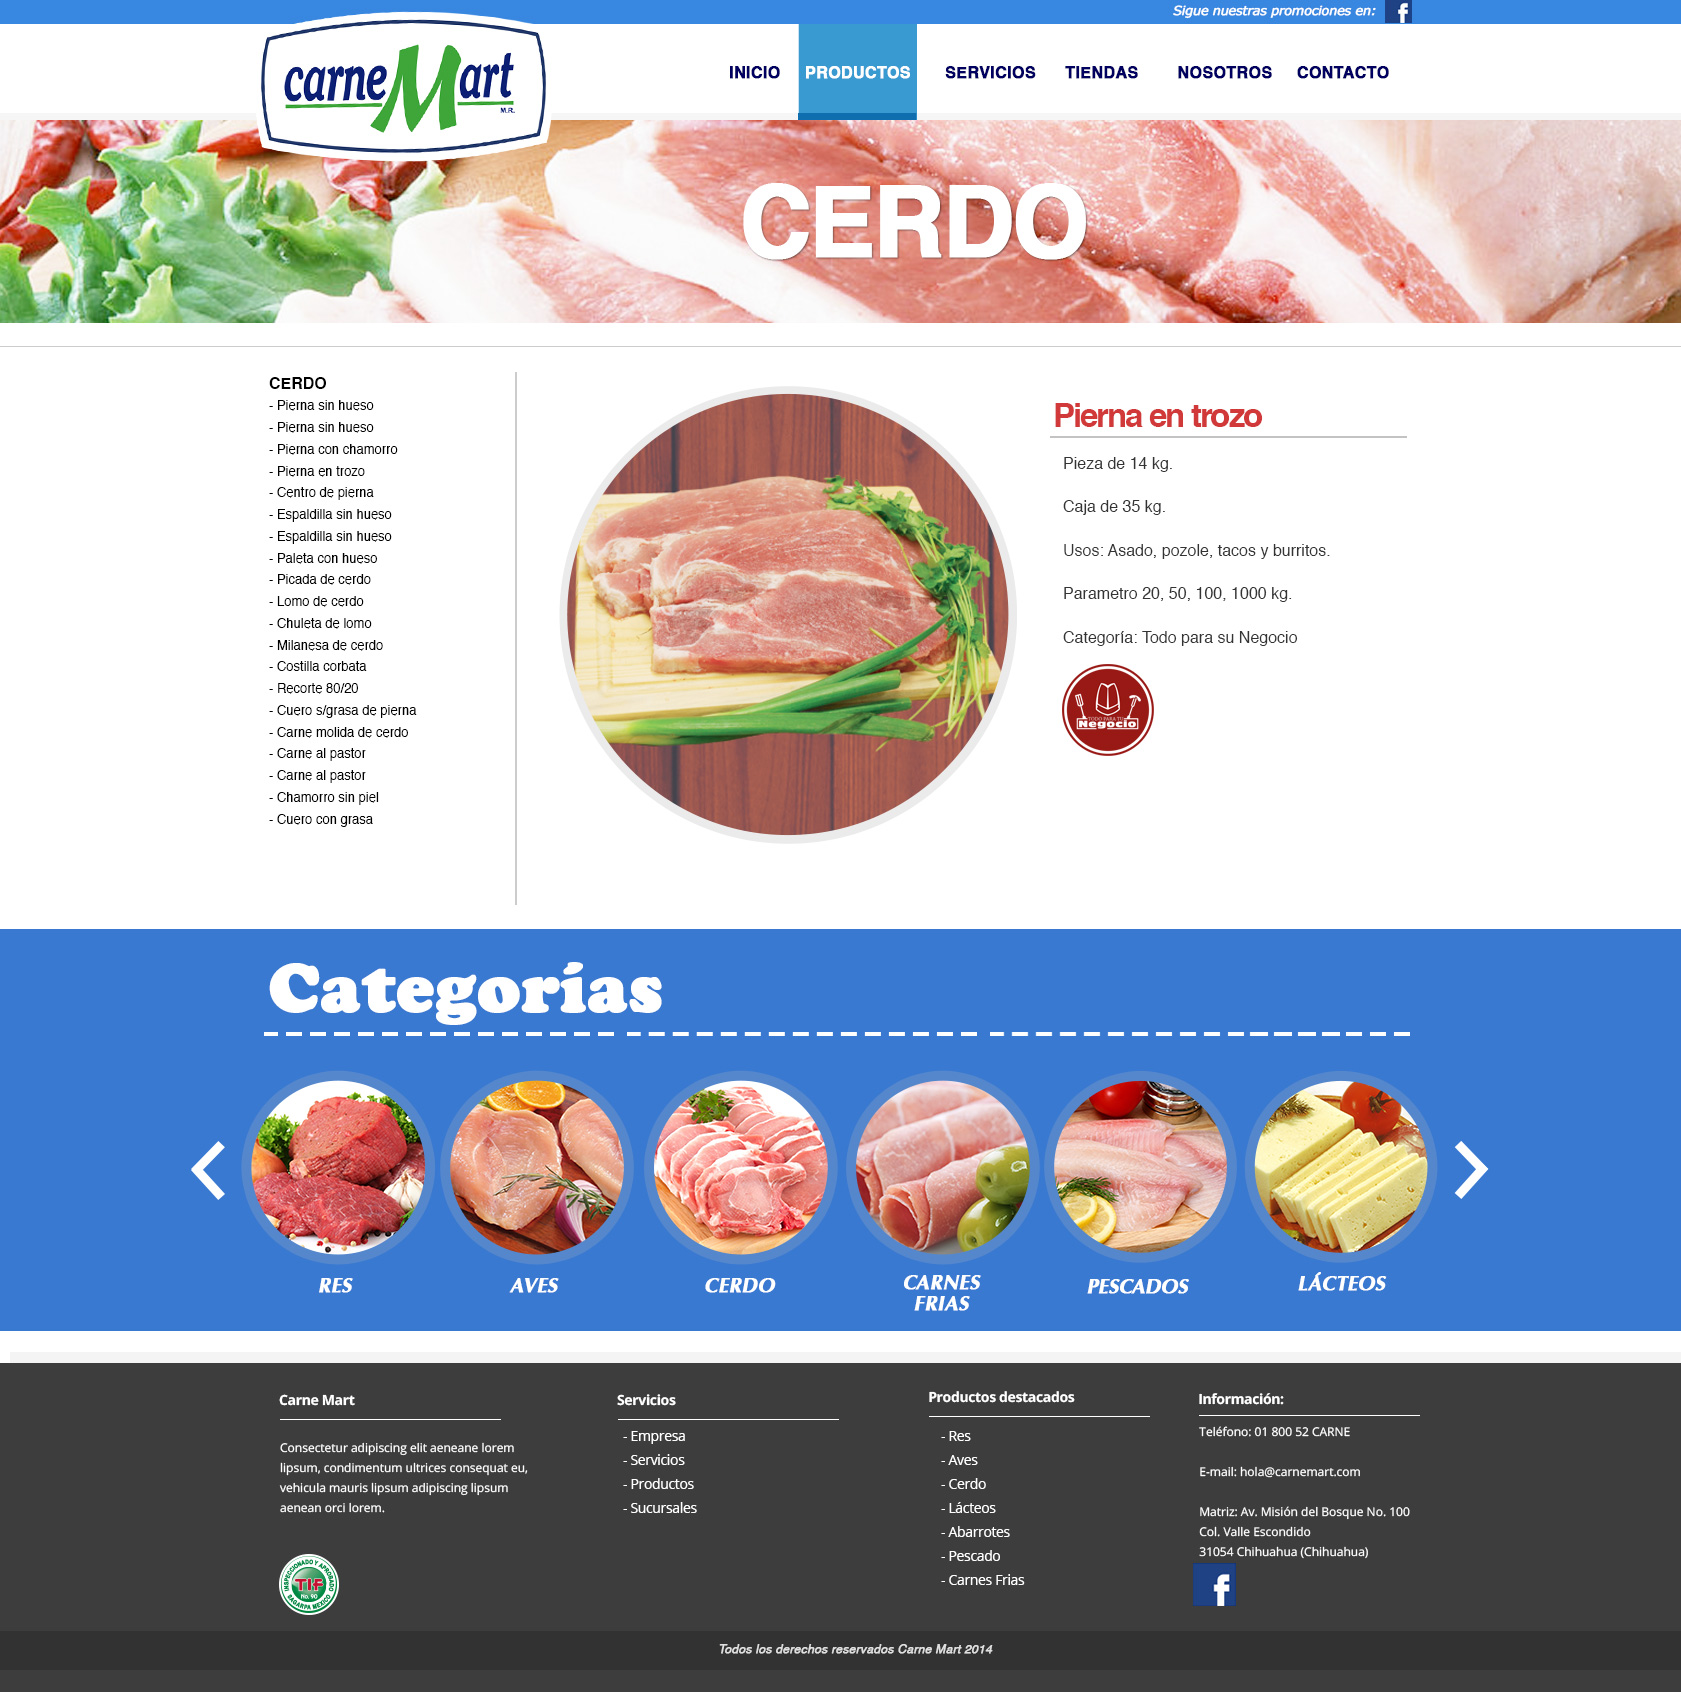 Sigue nuestras promociones en:
f
carneMart
M.R.
INICIO PRODUCTOS SERVICIOS TIENDAS NOSOTROS CONTACTO
CERDO
CERDO
- Pierna sin hueso
- Pierna sin hueso
- Pierna con chamorro
- Pierna en trozo
- Centro de pierna
- Espaldilla sin hueso
- Espaldilla sin hueso
- Paleta con hueso
- Picada de cerdo
- Lomo de cerdo
- Chuleta de lomo
- Milanesa de cerdo
- Costilla corbata
- Recorte 80/20
- Cuero s/grasa de pierna
- Carne molida de cerdo
- Carne al pastor
- Carne al pastor
- Chamorro sin piel
- Cuero con grasa
Pierna en trozo
Pieza de 14 kg.
Caja de 35 kg.
Usos: Asado, pozole, tacos y burritos.
Parametro 20, 50, 100, 1000 kg.
Categoría: Todo para su Negocio
TODO PARA TU
Negocio
Categorías
RES
AVES
CERDO
CARNES
FRIAS
PESCADOS
LÁCTEOS
Carne Mart
Consectetur adipiscing elit aeneane lorem
lipsum, condimentum ultrices consequat eu,
vehicula mauris lipsum adipiscing lipsum
aenean orci lorem.
INSPECCIONADO Y APROBADO
TIF
No. 90
SAGARPA MEXICO
Servicios
- Empresa
- Servicios
- Productos
- Sucursales
Productos destacados
- Res
- Aves
- Cerdo
- Lácteos
- Abarrotes
- Pescado
- Carnes Frias
Información:
Teléfono: 01 800 52 CARNE
E-mail: hola@carnemart.com
Matriz: Av. Misión del Bosque No. 100
Col. Valle Escondido
31054 Chihuahua (Chihuahua)
f
Todos los derechos reservados Carne Mart 2014